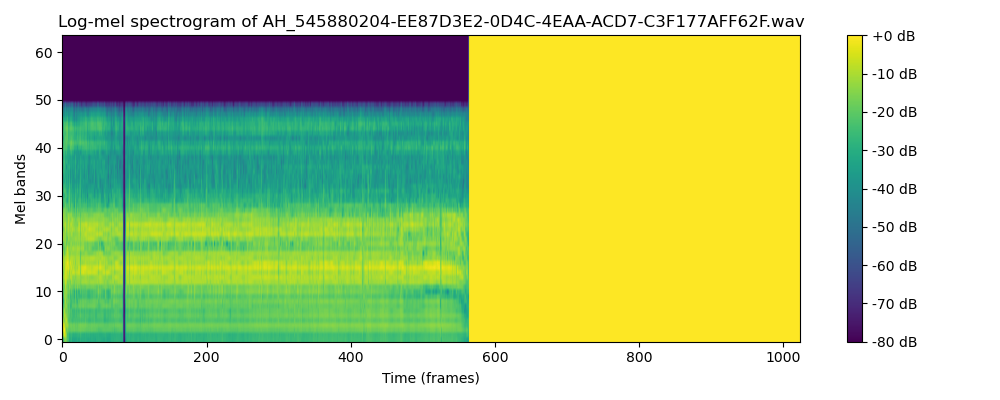 Log-mel spectrogram of AH_545880204-EE87D3E2-0D4C-4EAA-ACD7-C3F177AFF62F.wav
Mel bands
60
50
40
30
20
10
0
0 200 400 600 800 1000
Time (frames)
+0 dB
-10 dB
-20 dB
-30 dB
-40 dB
-50 dB
-60 dB
-70 dB
-80 dB